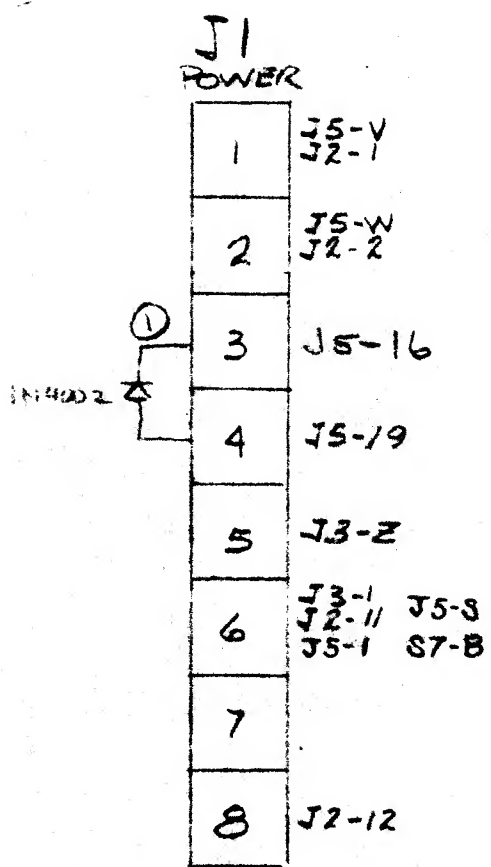 J1
POWER
1 J5-V
J2-1
2 J5-W
J2-2
① 3 J5-16
1N4002
4 J5-19
5 J3-Z
6 J3-1
J2-11 J5-S
J5-1 S7-B
7
8 J2-12